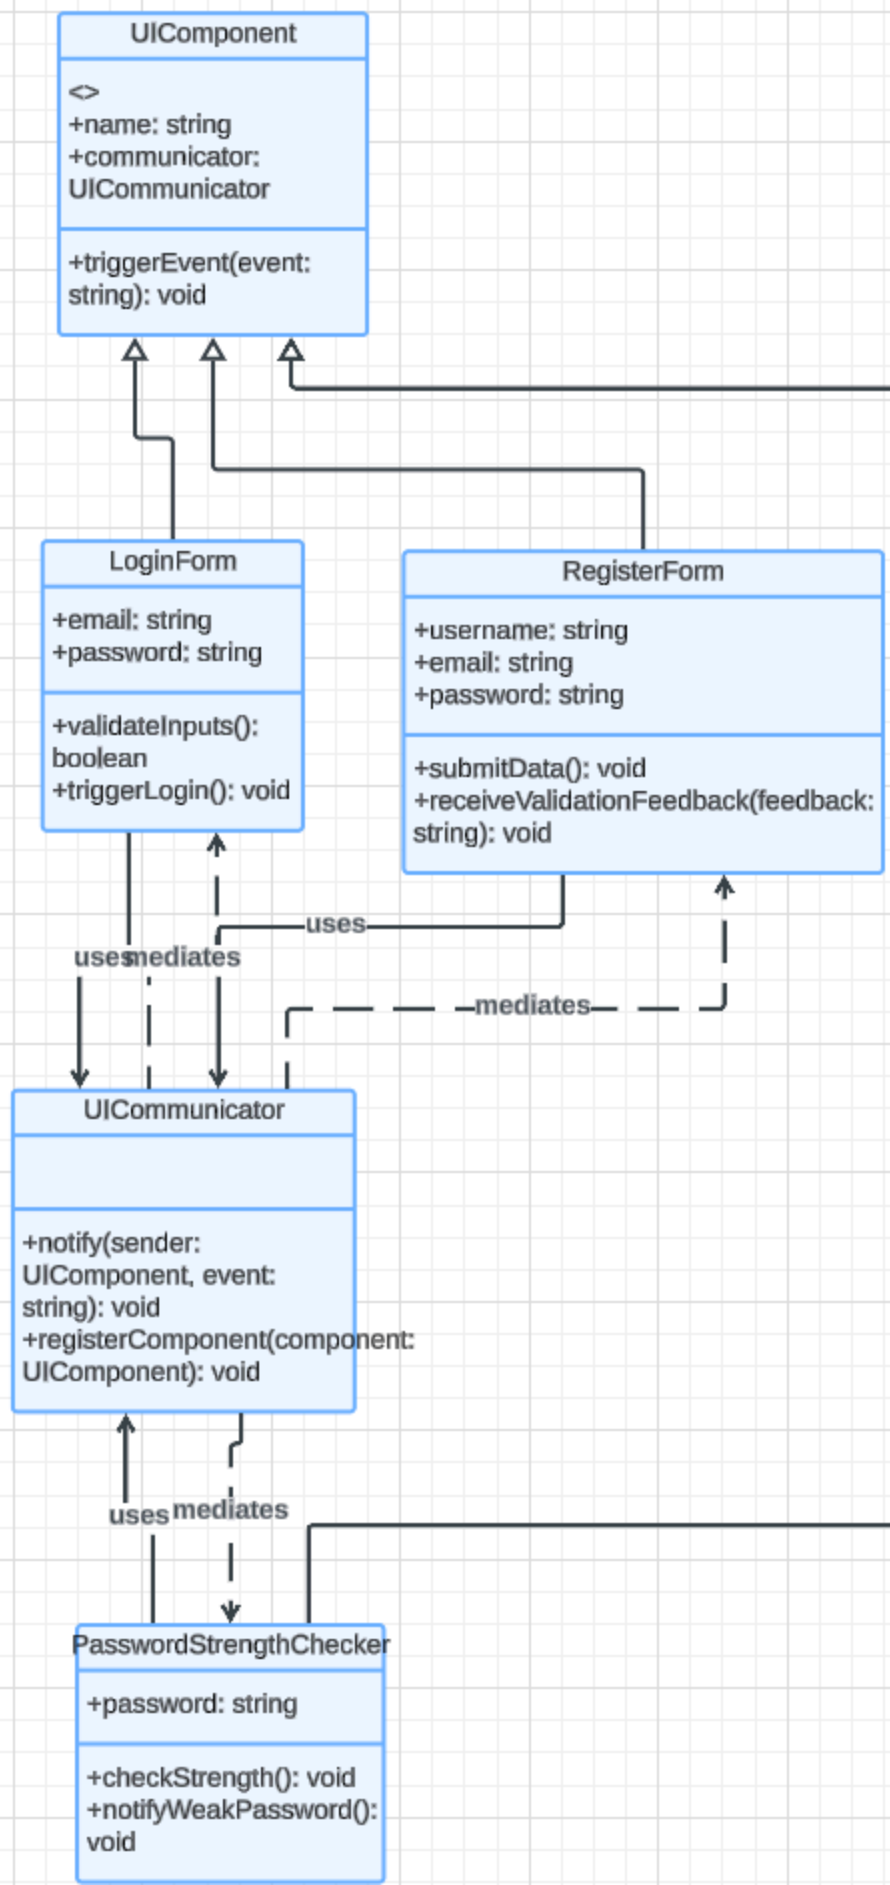 UIComponent
<>
+name: string
+communicator:
UICommunicator
+triggerEvent(event:
string): void
LoginForm
+email: string
+password: string
+validateInputs():
boolean
+triggerLogin(): void
RegisterForm
+username: string
+email: string
+password: string
+submitData(): void
+receiveValidationFeedback(feedback:
string): void
uses
uses
mediates
mediates
UICommunicator
+notify(sender:
UIComponent, event:
string): void
+registerComponent(component:
UIComponent): void
uses
mediates
PasswordStrengthChecker
+password: string
+checkStrength(): void
+notifyWeakPassword():
void